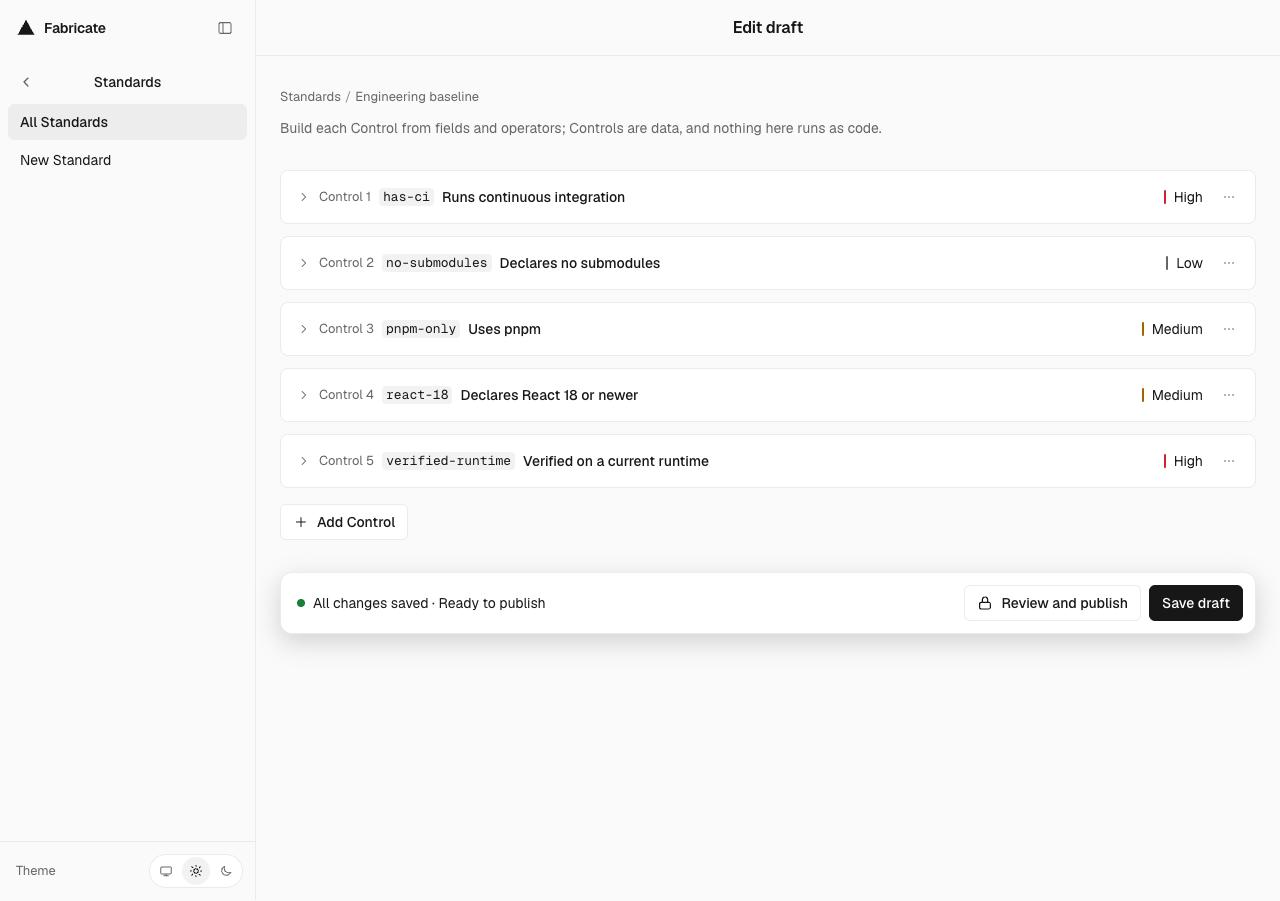 Fabricate
Edit draft
Standards
All Standards
New Standard
Standards / Engineering baseline
Build each Control from fields and operators; Controls are data, and nothing here runs as code.
Control 1 has-ci Runs continuous integration High
Control 2 no-submodules Declares no submodules Low
Control 3 pnpm-only Uses pnpm Medium
Control 4 react-18 Declares React 18 or newer Medium
Control 5 verified-runtime Verified on a current runtime High
Add Control
All changes saved · Ready to publish Review and publish Save draft
Theme